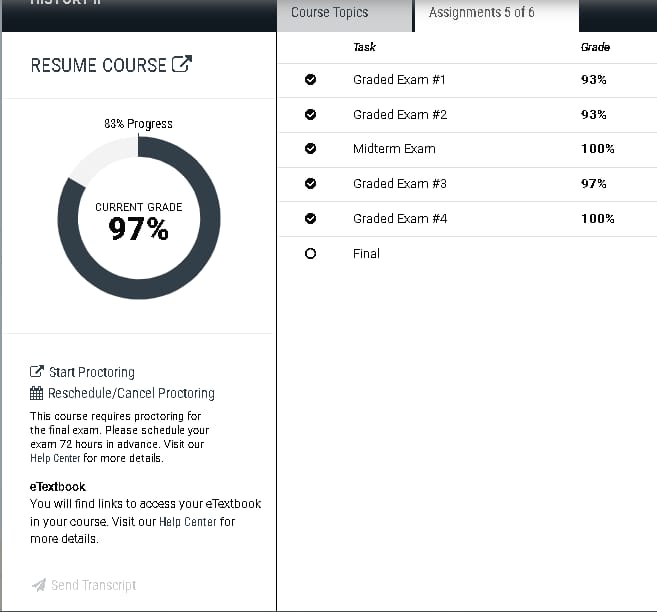 HISTORY II
Course Topics
Assignments 5 of 6
RESUME COURSE
83% Progress
CURRENT GRADE
97%
Start Proctoring
Reschedule/Cancel Proctoring
This course requires proctoring for
the final exam. Please schedule your
exam 72 hours in advance. Visit our
Help Center for more details.
eTextbook
You will find links to access your eTextbook
in your course. Visit our Help Center for
more details.
Send Transcript
Task Grade
Graded Exam #1 93%
Graded Exam #2 93%
Midterm Exam 100%
Graded Exam #3 97%
Graded Exam #4 100%
Final